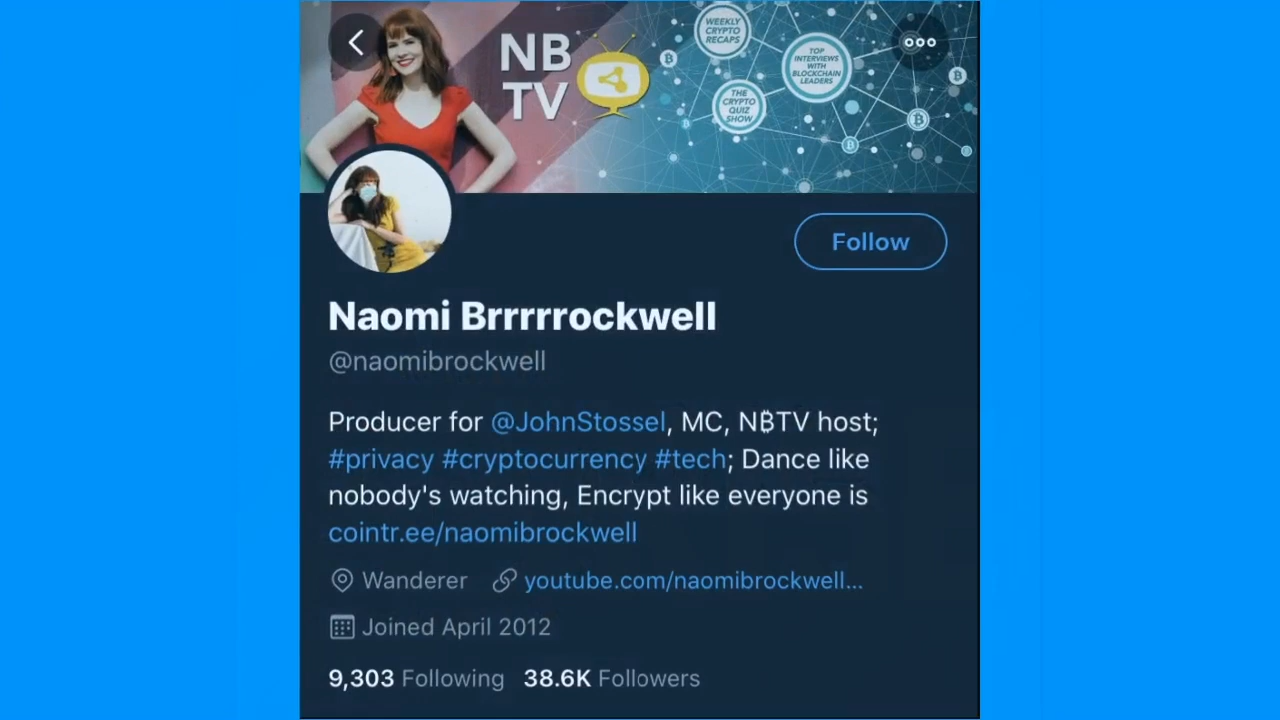 NB
TV
WEEKLY
CRYPTO
RECAPS
TOP
INTERVIEWS
WITH
BLOCKCHAIN
LEADERS
THE
CRYPTO
QUIZ
SHOW
Follow
Naomi Brrrrrockwell
@naomibrockwell
Producer for @JohnStossel, MC, N₿TV host;
#privacy #cryptocurrency #tech; Dance like
nobody's watching, Encrypt like everyone is
cointr.ee/naomibrockwell
Wanderer youtube.com/naomibrockwell...
Joined April 2012
9,303 Following 38.6K Followers